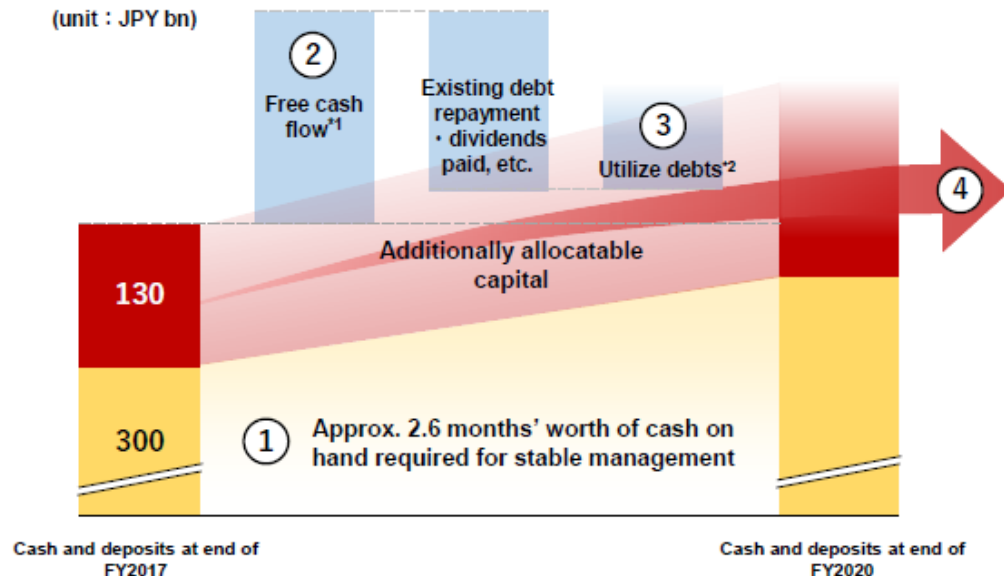 (unit：JPY bn)
2
Free cash
flow*1
Existing debt
repayment
・dividends
paid, etc.
3
Utilize debts*2
4
Additionally allocatable
capital
130
300
1
Approx. 2.6 months’ worth of cash on
hand required for stable management
Cash and deposits at end of
FY2017
Cash and deposits at end of
FY2020